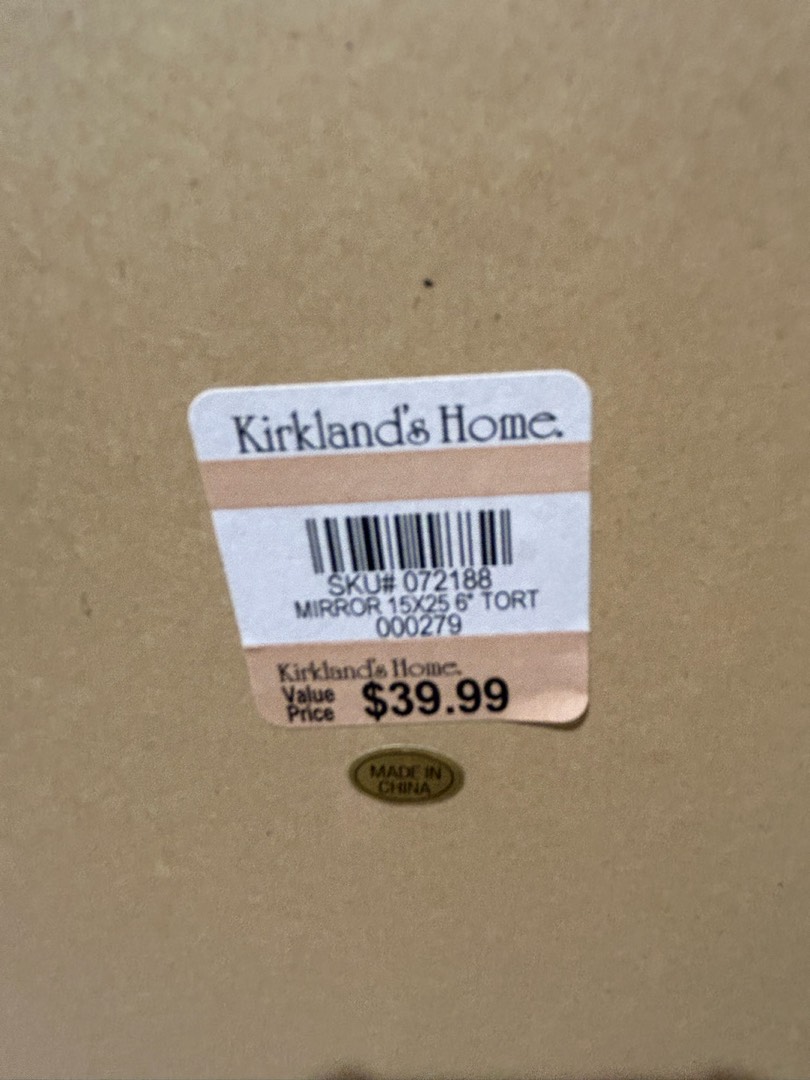 Kirkland's Home.
SKU# 072188
MIRROR 15X25 6" TORT
000279
Kirkland's Home.
Value
Price $39.99
MADE IN
CHINA